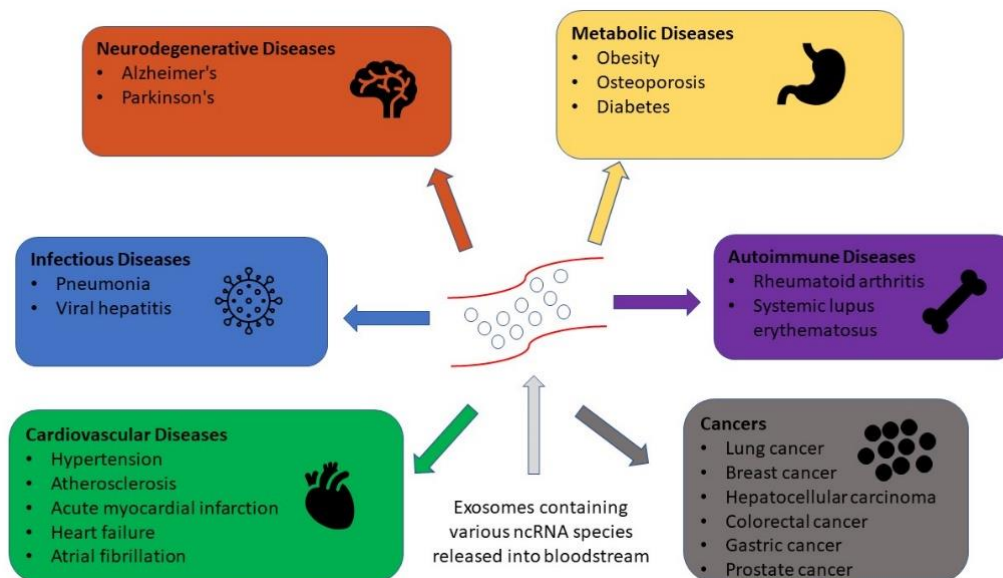 Neurodegenerative Diseases
• Alzheimer's
• Parkinson's
Metabolic Diseases
• Obesity
• Osteoporosis
• Diabetes
Infectious Diseases
• Pneumonia
• Viral hepatitis
Autoimmune Diseases
• Rheumatoid arthritis
• Systemic lupus
erythematosus
Cardiovascular Diseases
• Hypertension
• Atherosclerosis
• Acute myocardial infarction
• Heart failure
• Atrial fibrillation
Exosomes containing
various ncRNA species
released into bloodstream
Cancers
• Lung cancer
• Breast cancer
• Hepatocellular carcinoma
• Colorectal cancer
• Gastric cancer
• Prostate cancer